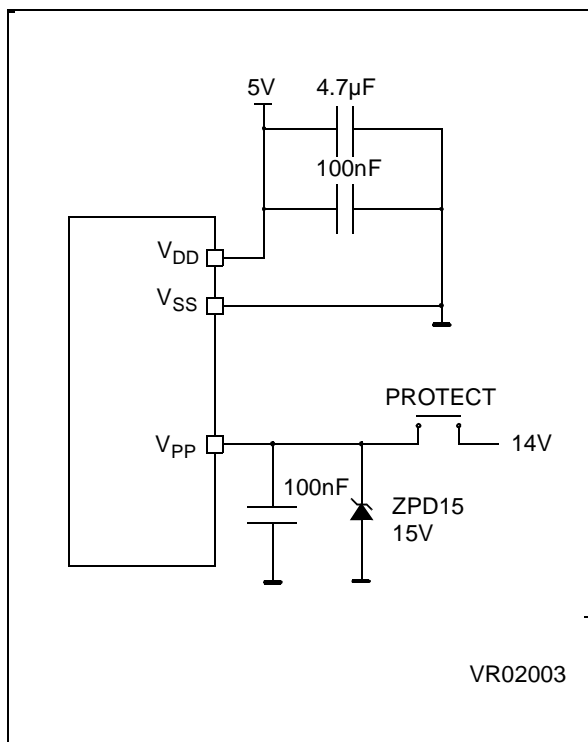 5V 4.7µF
100nF
VDD
VSS
PROTECT
VPP 14V
100nF ZPD15
15V
VR02003